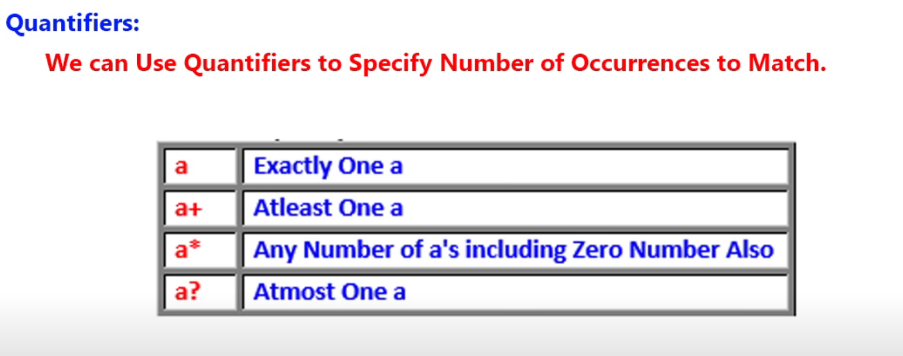 Quantifiers:
We can Use Quantifiers to Specify Number of Occurrences to Match.
a Exactly One a
a+ Atleast One a
a* Any Number of a's including Zero Number Also
a? Atmost One a